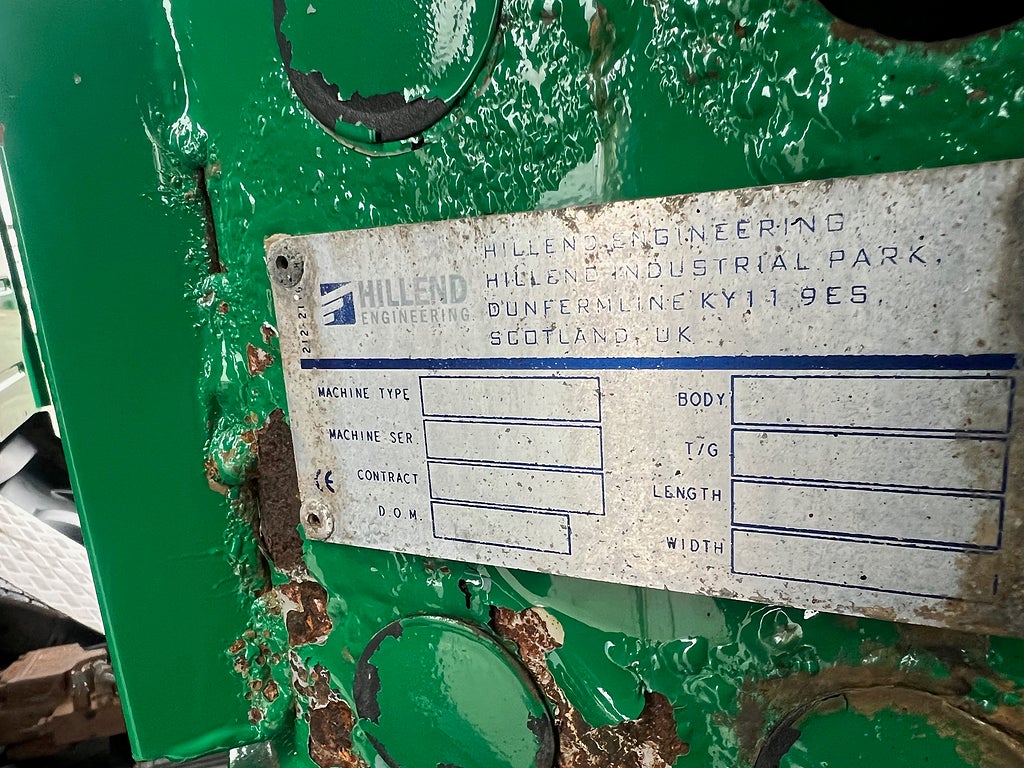 HILLEND ENGINEERING
HILLEND INDUSTRIAL PARK,
DUNFERMLINE KY11 9ES,
SCOTLAND, UK
HILLEND
ENGINEERING
MACHINE TYPE
MACHINE SER
CONTRACT
D.O.M.
CE
BODY
T/G
LENGTH
WIDTH